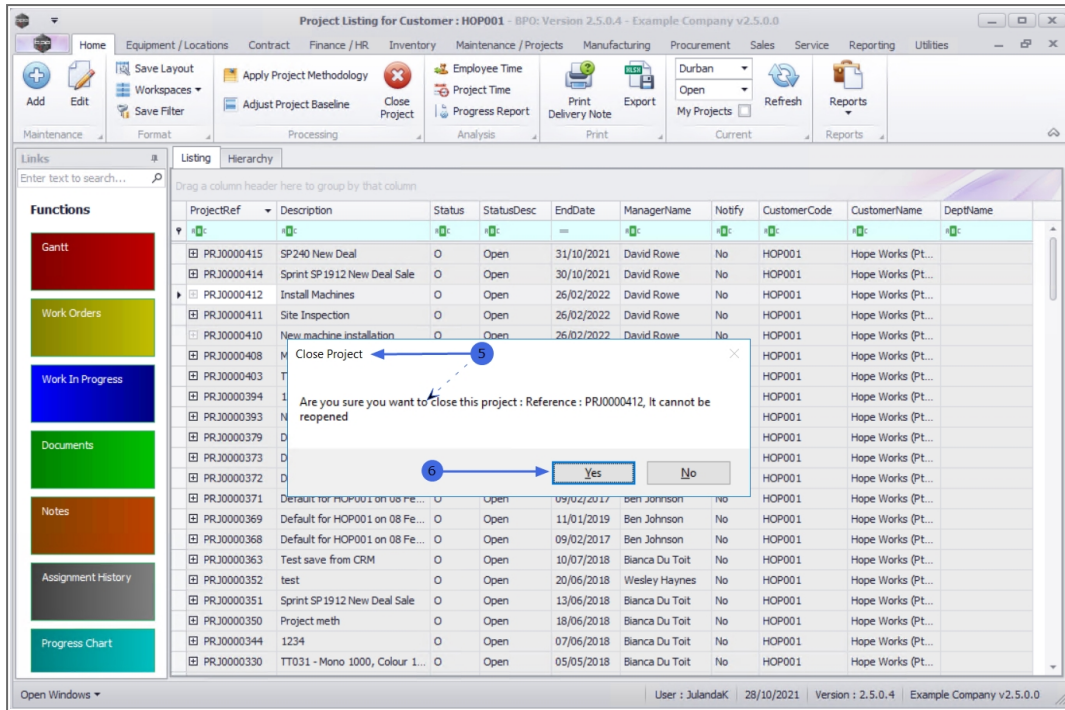 Project Listing for Customer : HOP001 - BPO: Version 2.5.0.4 - Example Company v2.5.0.0
Home Equipment / Locations Contract Finance / HR Inventory Maintenance / Projects Manufacturing Procurement Sales Service Reporting Utilities
Save Layout Employee Time Durban
Add Edit Workspaces Apply Project Methodology Close Project Project Time Print Delivery Note Export Open Refresh Reports
Save Filter Adjust Project Baseline Progress Report My Projects
Maintenance Format Processing Analysis Print Current Reports
Links Listing Hierarchy
Enter text to search... Drag a column header here to group by that column
Functions
ProjectRef Description Status StatusDesc EndDate ManagerName Notify CustomerCode CustomerName DeptName
Gantt
PRJ0000415 SP240 New Deal O Open 31/10/2021 David Rowe No HOP001 Hope Works (Pt...
PRJ0000414 Sprint SP1912 New Deal Sale O Open 30/10/2021 David Rowe No HOP001 Hope Works (Pt...
PRJ0000412 Install Machines O Open 26/02/2022 David Rowe No HOP001 Hope Works (Pt...
Work Orders
PRJ0000411 Site Inspection O Open 26/02/2022 David Rowe No HOP001 Hope Works (Pt...
PRJ0000410 New machine installation O Open 26/02/2022 David Rowe No HOP001 Hope Works (Pt...
PRJ0000408 M HOP001 Hope Works (Pt...
Close Project 5
Work In Progress
PRJ0000403 HOP001 Hope Works (Pt...
PRJ0000394 1 HOP001 Hope Works (Pt...
Are you sure you want to close this project : Reference : PRJ0000412, It cannot be
reopened
PRJ0000393 N HOP001 Hope Works (Pt...
PRJ0000379 D HOP001 Hope Works (Pt...
Documents
PRJ0000373 D HOP001 Hope Works (Pt...
PRJ0000372 D HOP001 Hope Works (Pt...
6 Yes No
PRJ0000371 Default for HOP001 on 08 Fe... O Open 09/02/2017 Ben Johnson No HOP001 Hope Works (Pt...
Notes
PRJ0000369 Default for HOP001 on 08 Fe... O Open 11/01/2019 Ben Johnson No HOP001 Hope Works (Pt...
PRJ0000368 Default for HOP001 on 08 Fe... O Open 09/02/2017 Ben Johnson No HOP001 Hope Works (Pt...
PRJ0000363 Test save from CRM O Open 10/07/2018 Bianca Du Toit No HOP001 Hope Works (Pt...
Assignment History
PRJ0000352 test O Open 20/06/2018 Wesley Haynes No HOP001 Hope Works (Pt...
PRJ0000351 Sprint SP1912 New Deal Sale O Open 13/06/2018 Bianca Du Toit No HOP001 Hope Works (Pt...
PRJ0000350 Project meth O Open 18/06/2018 Bianca Du Toit No HOP001 Hope Works (Pt...
Progress Chart
PRJ0000344 1234 O Open 07/06/2018 Bianca Du Toit No HOP001 Hope Works (Pt...
PRJ0000330 TT031 - Mono 1000, Colour 1... O Open 05/05/2018 Bianca Du Toit No HOP001 Hope Works (Pt...
Open Windows User : JulandaK 28/10/2021 Version : 2.5.0.4 Example Company v2.5.0.0